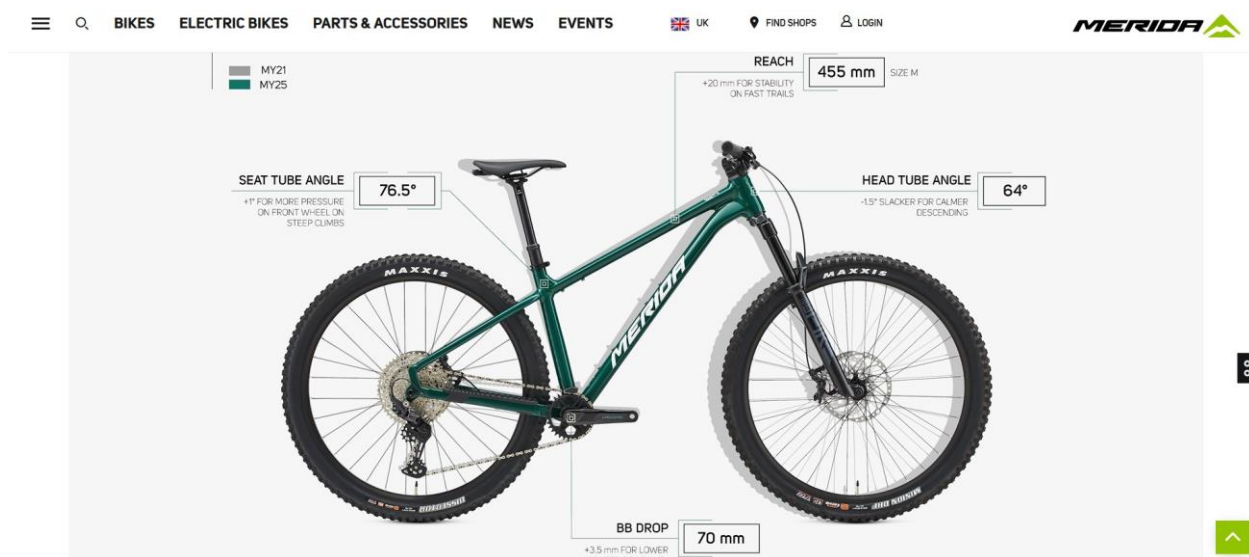 BIKES ELECTRIC BIKES PARTS & ACCESSORIES NEWS EVENTS UK FIND SHOPS LOGIN MERIDA
MY21
MY25
REACH 455 mm SIZE M
+20 mm FOR STABILITY
ON FAST TRAILS
SEAT TUBE ANGLE 76.5°
+1° FOR MORE PRESSURE
ON FRONT WHEEL ON
STEEP CLIMBS
HEAD TUBE ANGLE 64°
-1.5° SLACKER FOR CALMER
DESCENDING
MAXXIS
MAXXIS
MERIDA
DISSECTOR
MINION DHF
BB DROP 70 mm
+3.5 mm FOR LOWER